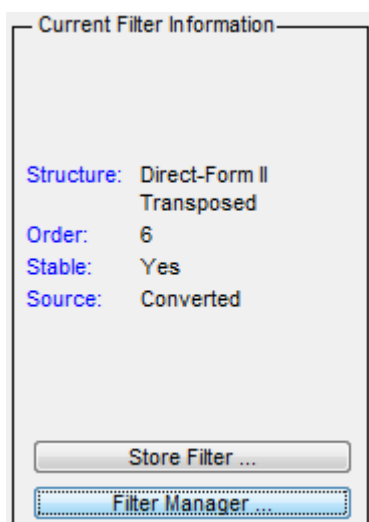 Current Filter Information
Structure: Direct-Form II
Transposed
Order: 6
Stable: Yes
Source: Converted
Store Filter ...
Filter Manager ...